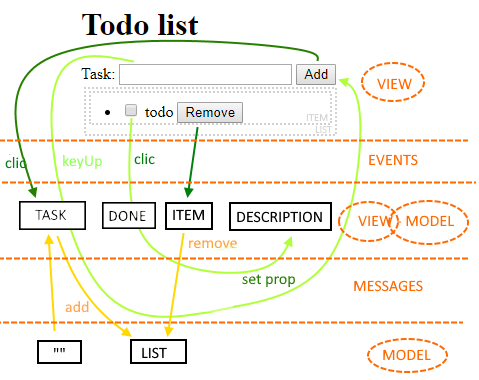 Todo list
Task: Add
VIEW
todo Remove
ITEM
LIST
clic keyUp clic EVENTS
TASK DONE ITEM DESCRIPTION VIEW MODEL
remove
set prop MESSAGES
add
"" LIST MODEL